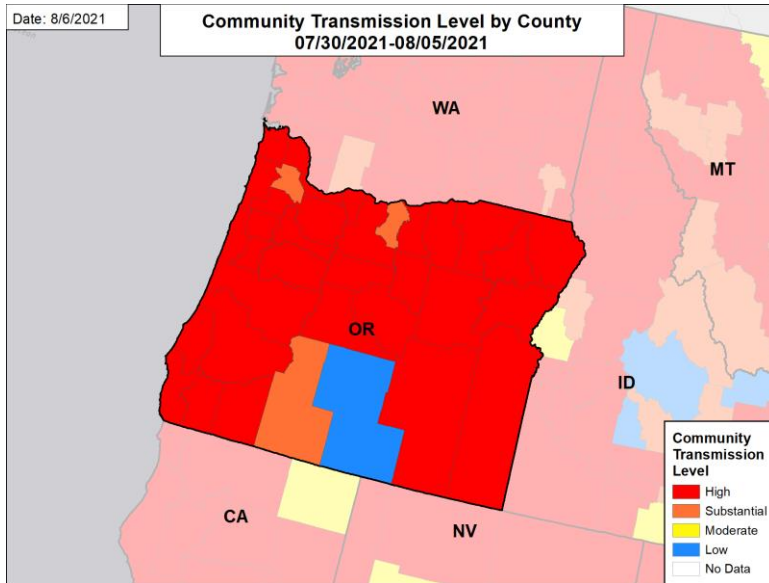 Date: 8/6/2021
Community Transmission Level by County
07/30/2021-08/05/2021
WA
MT
OR
ID
CA
NV
Community
Transmission
Level
High
Substantial
Moderate
Low
No Data